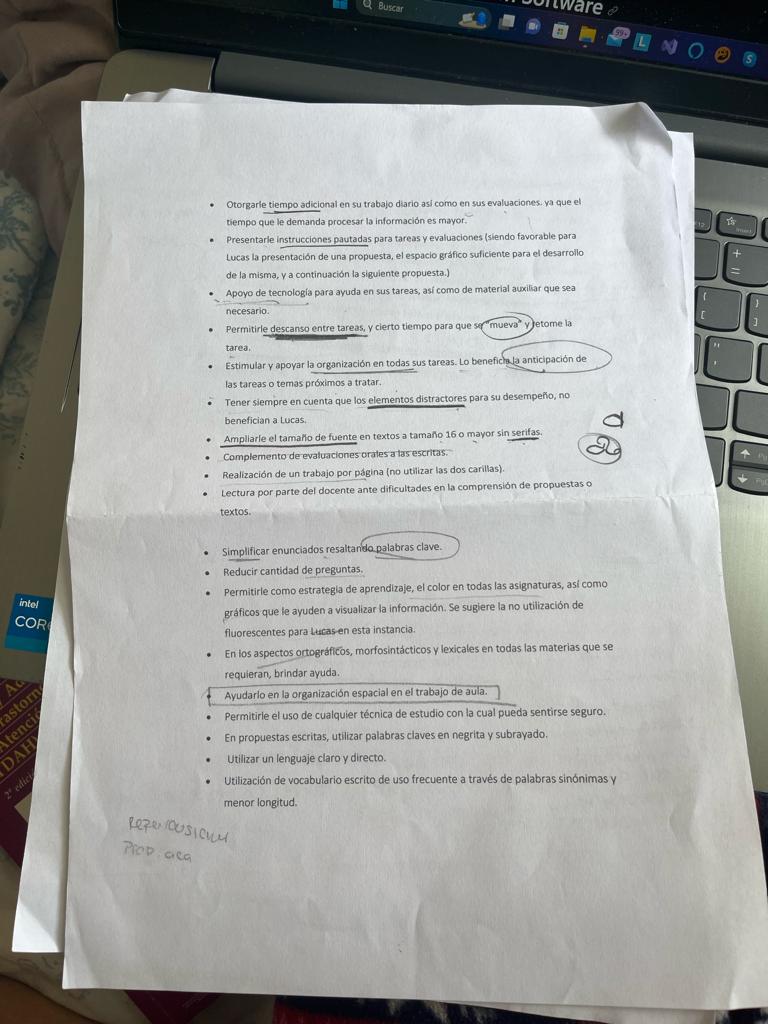 Software
Buscar
99+
• Otorgarle tiempo adicional en su trabajo diario así como en sus evaluaciones. ya que el
tiempo que le demanda procesar la información es mayor.
• Presentarle instrucciones pautadas para tareas y evaluaciones (siendo favorable para
Lucas la presentación de una propuesta, el espacio gráfico suficiente para el desarrollo
de la misma, y a continuación la siguiente propuesta.)
• Apoyo de tecnología para ayuda en sus tareas, así como de material auxiliar que sea
necesario.
• Permitirle descanso entre tareas, y cierto tiempo para que se "mueva" y retome la
tarea.
• Estimular y apoyar la organización en todas sus tareas. Lo beneficia la anticipación de
las tareas o temas próximos a tratar.
• Tener siempre en cuenta que los elementos distractores para su desempeño, no
benefician a Lucas.
• Ampliarle el tamaño de fuente en textos a tamaño 16 o mayor sin serifas.
a
a
• Complemento de evaluaciones orales a las escritas.
• Realización de un trabajo por página (no utilizar las dos carillas).
• Lectura por parte del docente ante dificultades en la comprensión de propuestas o
textos.
• Simplificar enunciados resaltando palabras clave.
• Reducir cantidad de preguntas.
• Permitirle como estrategia de aprendizaje, el color en todas las asignaturas, así como
gráficos que le ayuden a visualizar la información. Se sugiere la no utilización de
fluorescentes para Lucas en esta instancia.
• En los aspectos ortográficos, morfosintácticos y lexicales en todas las materias que se
requieran, brindar ayuda.
• Ayudarlo en la organización espacial en el trabajo de aula.
• Permitirle el uso de cualquier técnica de estudio con la cual pueda sentirse seguro.
• En propuestas escritas, utilizar palabras claves en negrita y subrayado.
• Utilizar un lenguaje claro y directo.
• Utilización de vocabulario escrito de uso frecuente a través de palabras sinónimas y
menor longitud.
intel